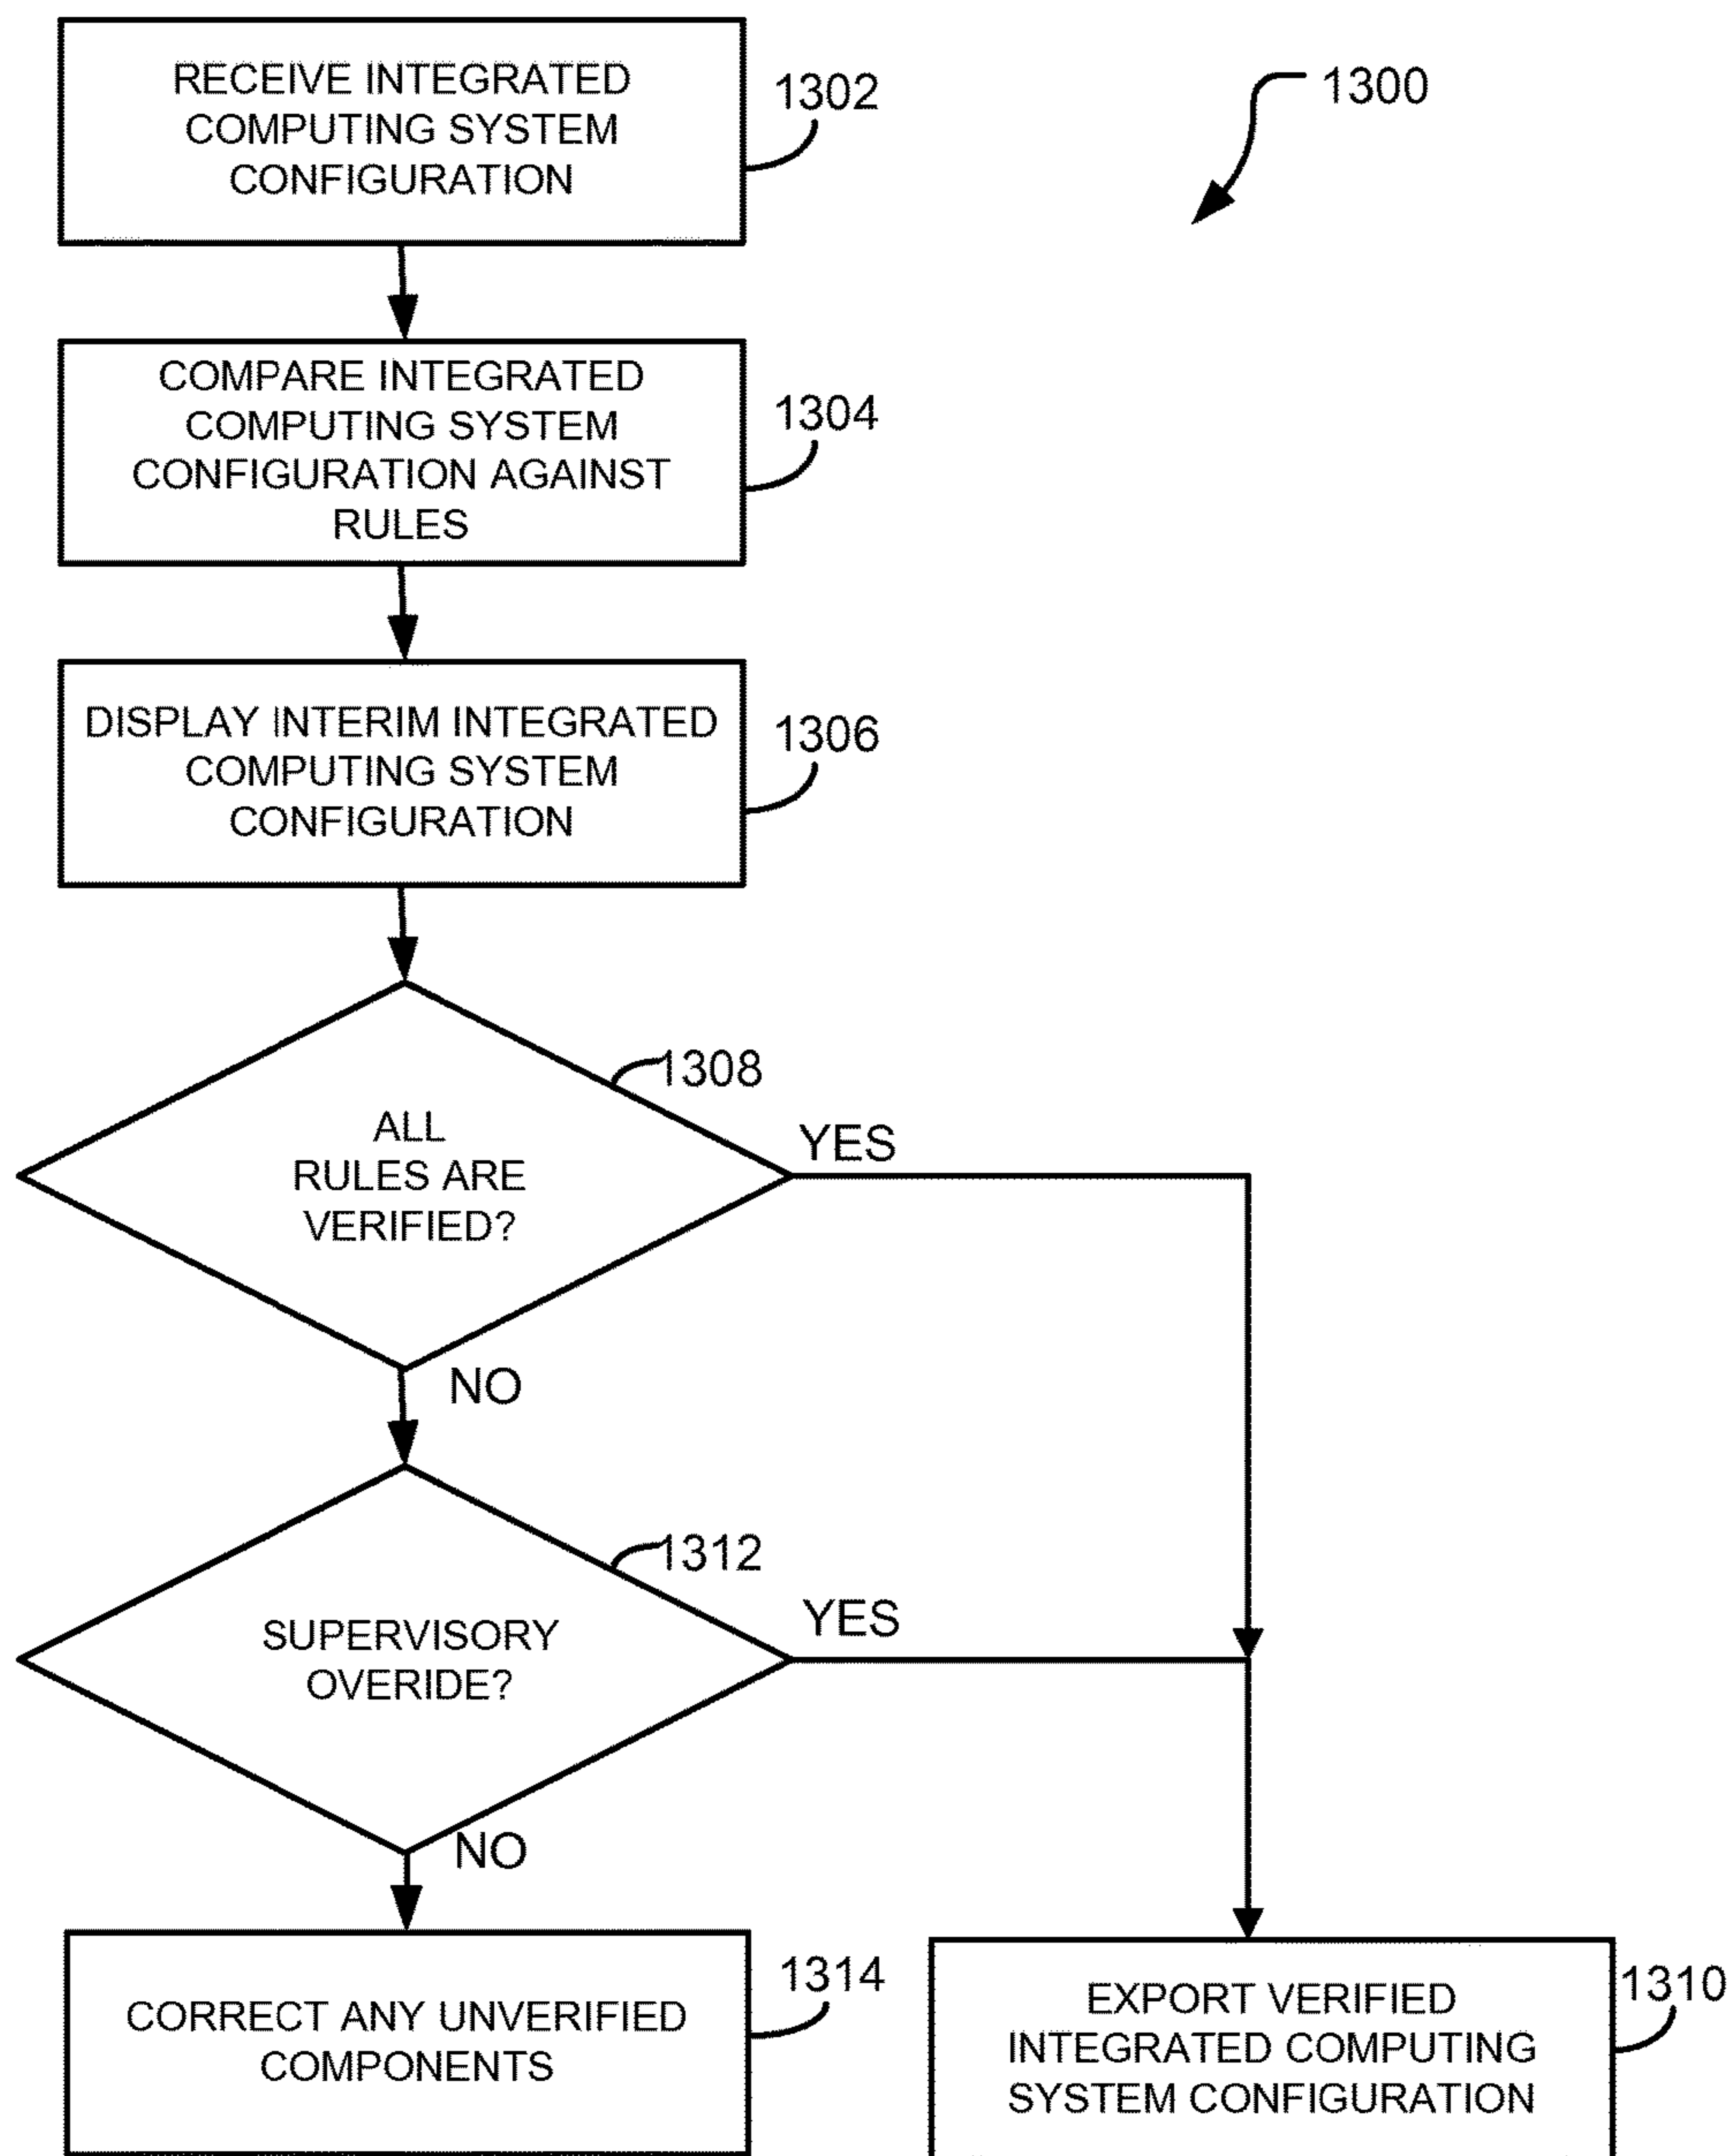 RECEIVE INTEGRATED
COMPUTING SYSTEM
CONFIGURATION
1302
1300
COMPARE INTEGRATED
COMPUTING SYSTEM
CONFIGURATION AGAINST
RULES
1304
DISPLAY INTERIM INTEGRATED
COMPUTING SYSTEM
CONFIGURATION
1306
ALL
RULES ARE
VERIFIED?
1308
YES
NO
SUPERVISORY
OVERIDE?
1312
YES
NO
CORRECT ANY UNVERIFIED
COMPONENTS
1314
EXPORT VERIFIED
INTEGRATED COMPUTING
SYSTEM CONFIGURATION
1310